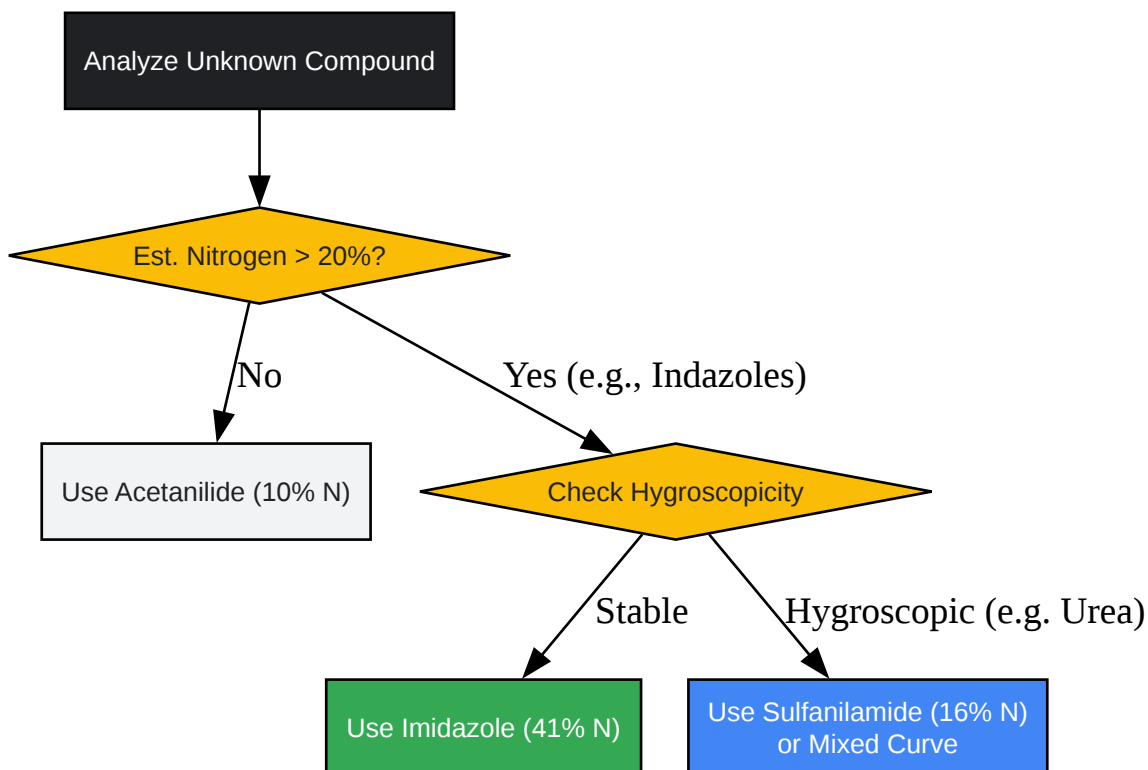 Analyze Unknown Compound
Est. Nitrogen > 20%?
No
Yes (e.g., Indazoles)
Use Acetanilide (10% N)
Check Hygroscopicity
Stable
Hygroscopic (e.g. Urea)
Use Imidazole (41% N)
Use Sulfanilamide (16% N)
or Mixed Curve